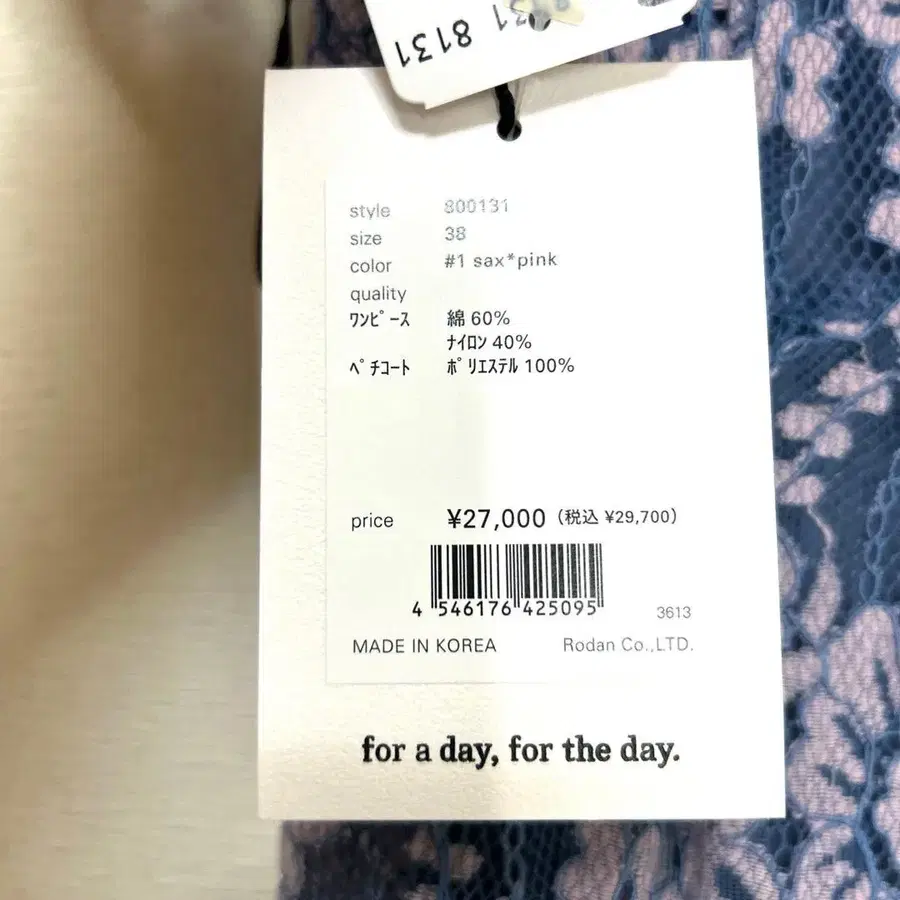 31 8131
style 800131
size 38
color #1 sax*pink
quality
ﾜﾝﾋﾟｰｽ 綿 60%
ﾅｲﾛﾝ 40%
ﾍﾟﾁｺｰﾄ ﾎﾟﾘｴｽﾃﾙ 100%
price ¥27,000 (税込 ¥29,700)
4 546176 425095
3613
MADE IN KOREA Rodan Co.,LTD.
for a day, for the day.